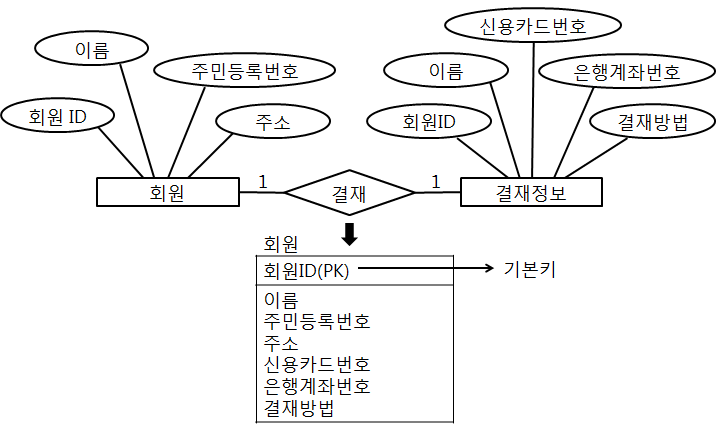 신용카드번호
이름
이름
주민등록번호
은행계좌번호
회원 ID
주소
회원ID
결재방법
회원
1
결재
1
결재정보
회원
회원ID(PK)
기본키
이름
주민등록번호
주소
신용카드번호
은행계좌번호
결재방법